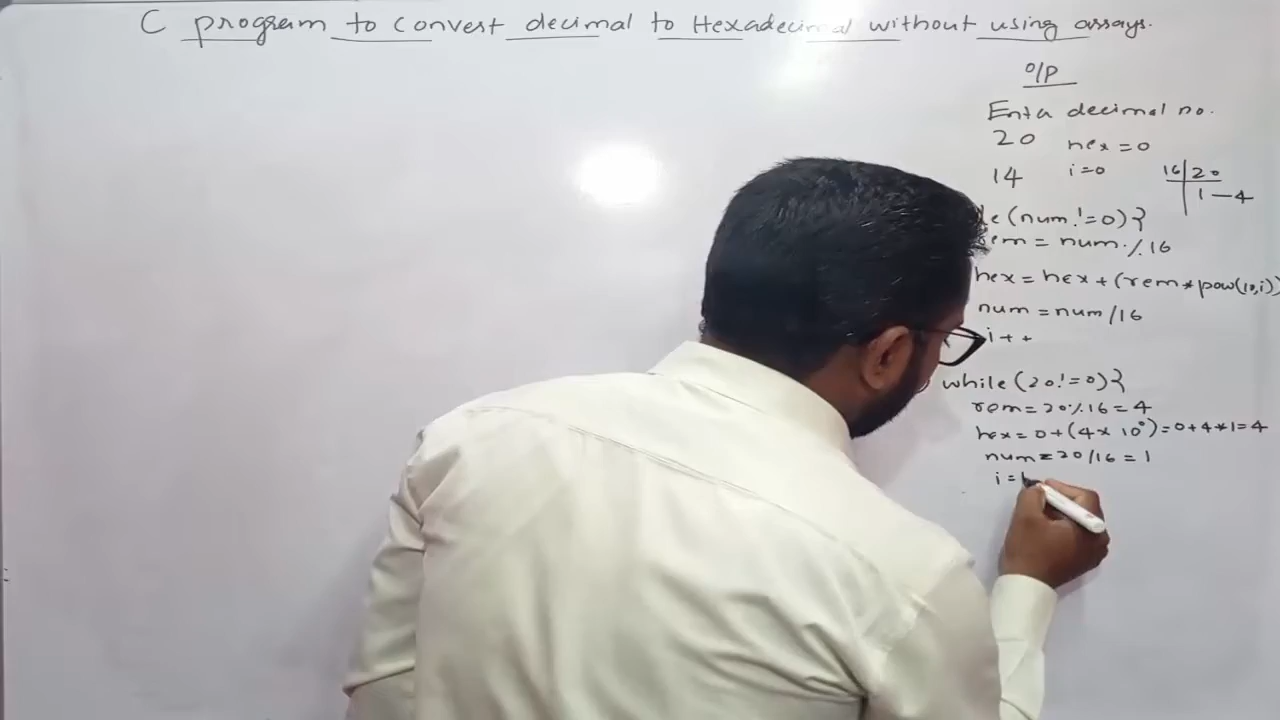 C program to convert decimal to Hexadecimal without using arrays.
O/P
Enter decimal no.
20
hex = 0
14
i=0
16|20
1 — 4
le (num!=0)}
rem = num % 16
hex = hex + (rem * pow(10,i))
num = num/16
i++
while (20!=0)}
rem = 20 % 16 = 4
hex = 0 + (4 * 10⁰) = 0+4*1=4
num = 20/16 = 1
i = 1